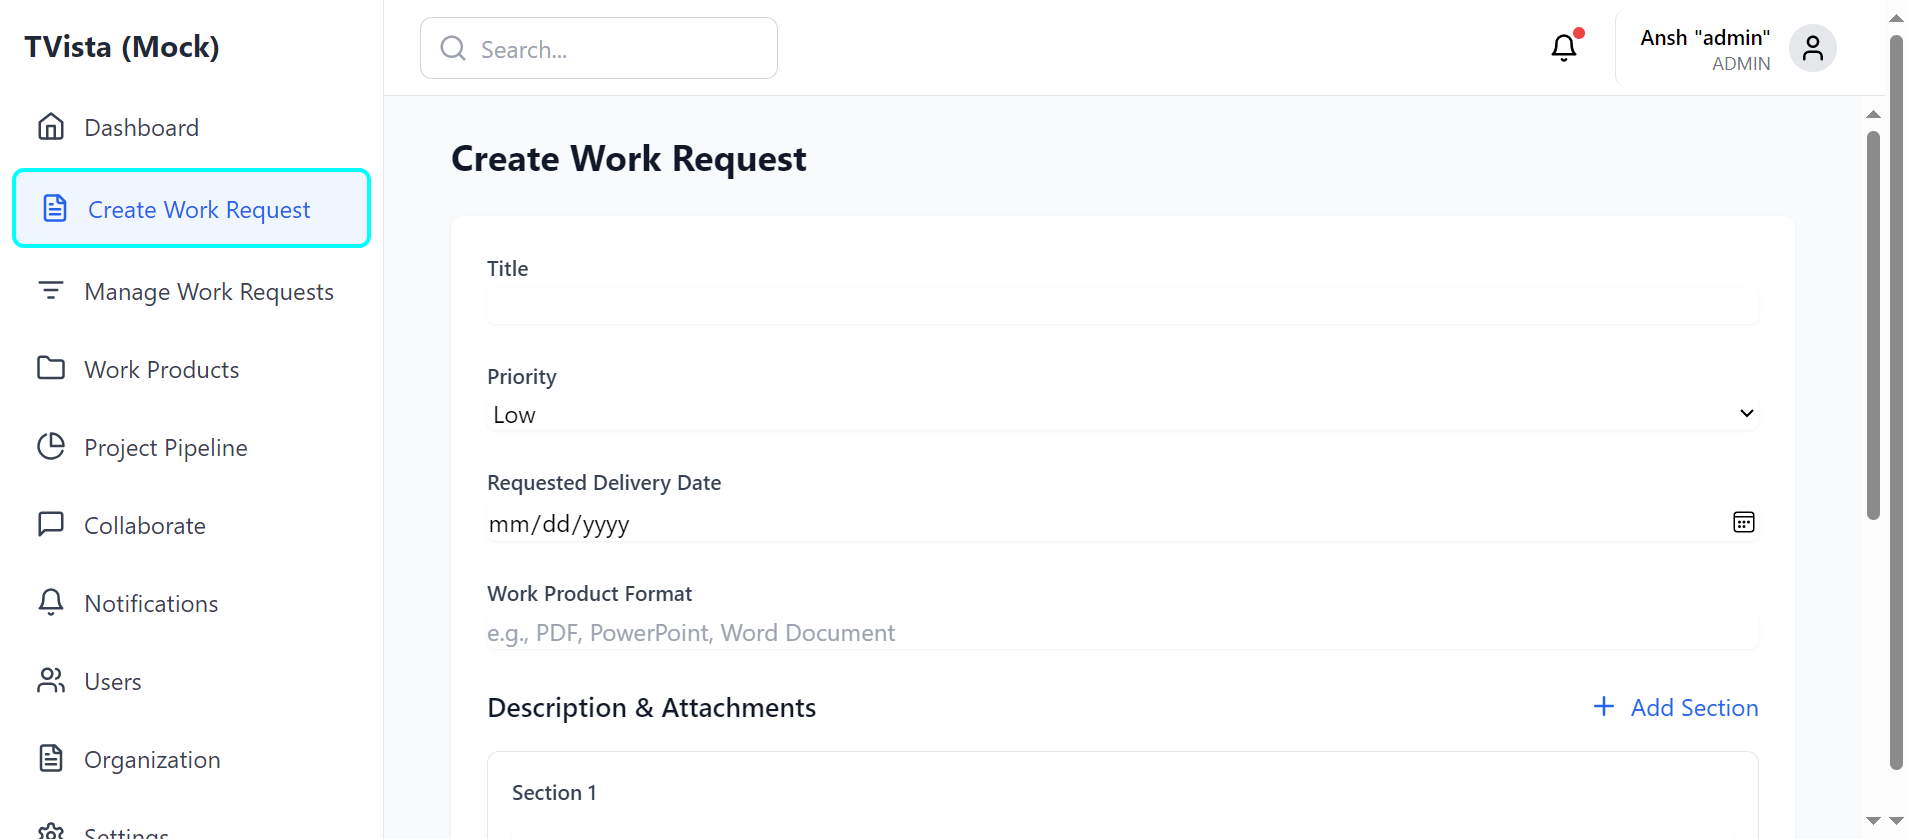 TVista (Mock)
Search...
Ansh "admin"
ADMIN
Dashboard
Create Work Request
Manage Work Requests
Work Products
Project Pipeline
Collaborate
Notifications
Users
Organization
Settings
Create Work Request
Title
Priority
Low
Requested Delivery Date
mm/dd/yyyy
Work Product Format
e.g., PDF, PowerPoint, Word Document
Description & Attachments
Add Section
Section 1